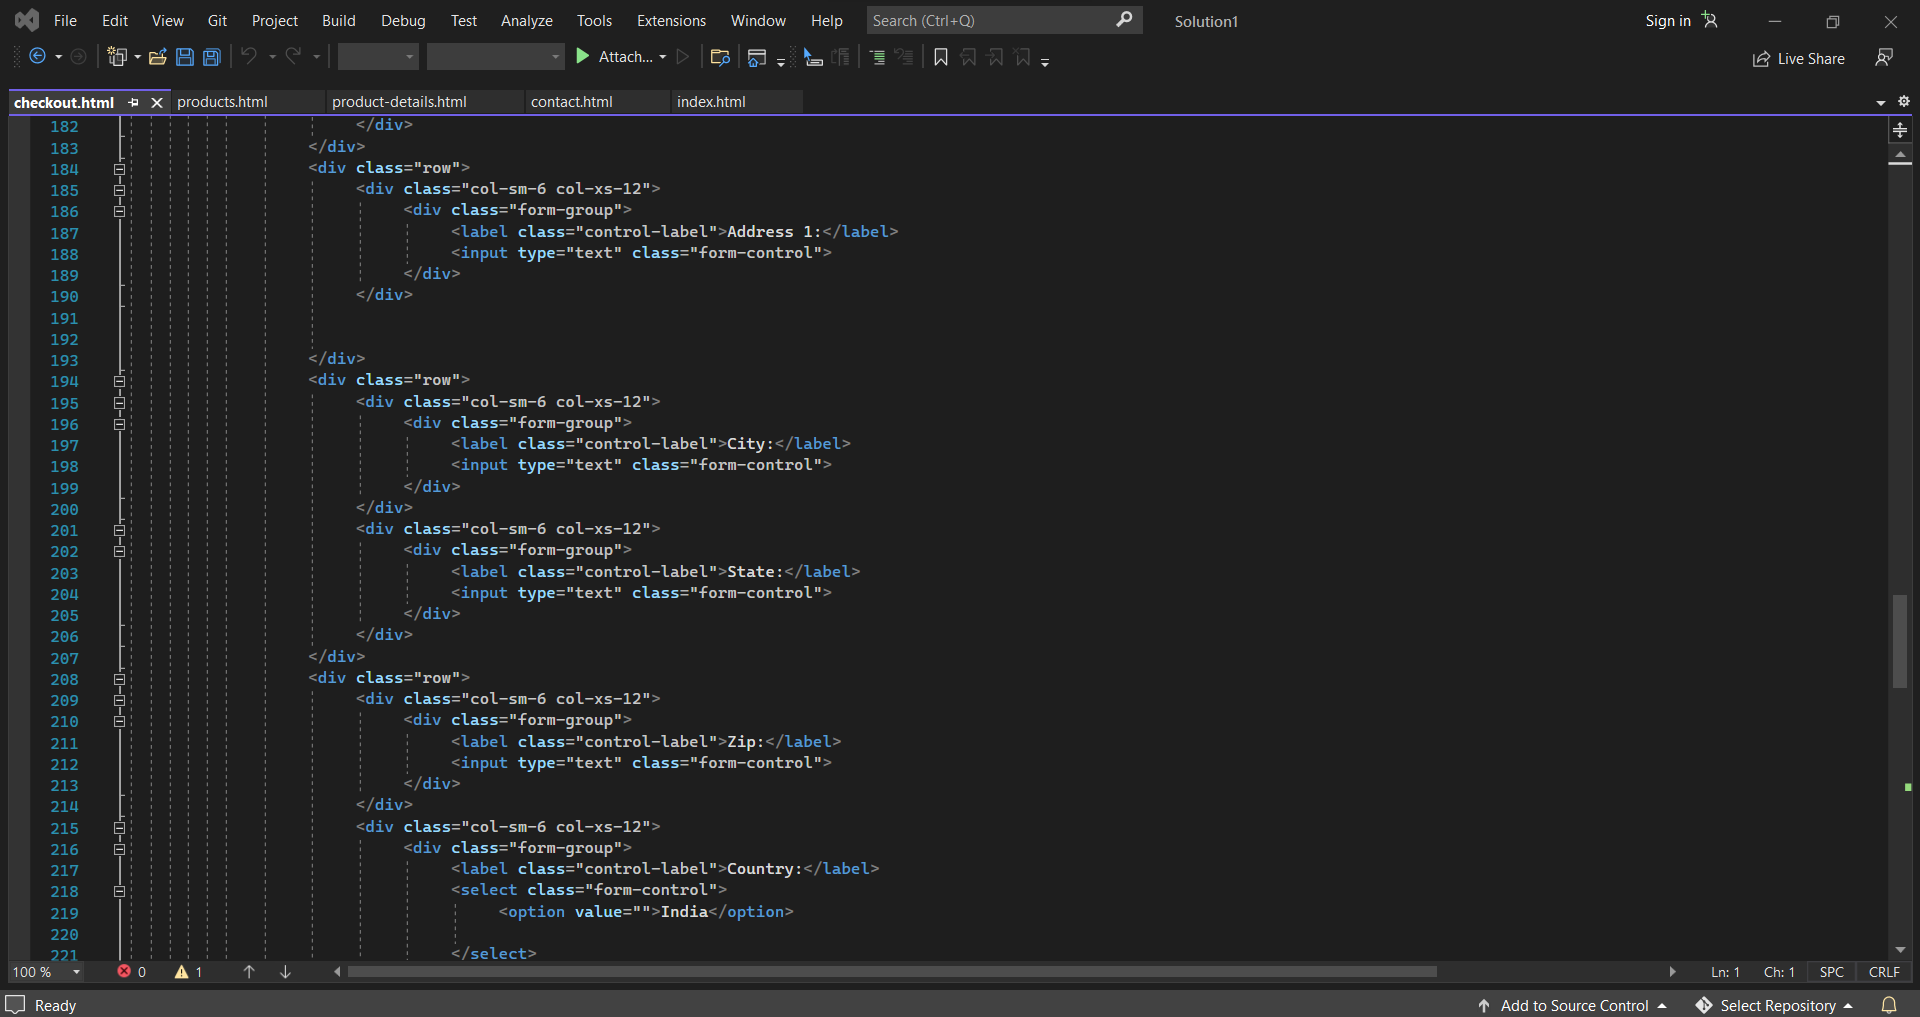 File Edit View Git Project Build Debug Test Analyze Tools Extensions Window Help Search (Ctrl+Q) Solution1 Sign in
Attach... Live Share
checkout.html products.html product-details.html contact.html index.html
182 </div>
183 </div>
184 <div class="row">
185 <div class="col-sm-6 col-xs-12">
186 <div class="form-group">
187 <label class="control-label">Address 1:</label>
188 <input type="text" class="form-control">
189 </div>
190 </div>
191
192
193 </div>
194 <div class="row">
195 <div class="col-sm-6 col-xs-12">
196 <div class="form-group">
197 <label class="control-label">City:</label>
198 <input type="text" class="form-control">
199 </div>
200 </div>
201 <div class="col-sm-6 col-xs-12">
202 <div class="form-group">
203 <label class="control-label">State:</label>
204 <input type="text" class="form-control">
205 </div>
206 </div>
207 </div>
208 <div class="row">
209 <div class="col-sm-6 col-xs-12">
210 <div class="form-group">
211 <label class="control-label">Zip:</label>
212 <input type="text" class="form-control">
213 </div>
214 </div>
215 <div class="col-sm-6 col-xs-12">
216 <div class="form-group">
217 <label class="control-label">Country:</label>
218 <select class="form-control">
219 <option value="">India</option>
220
221 </select>
100 % 0 1 Ln: 1 Ch: 1 SPC CRLF
Ready Add to Source Control Select Repository